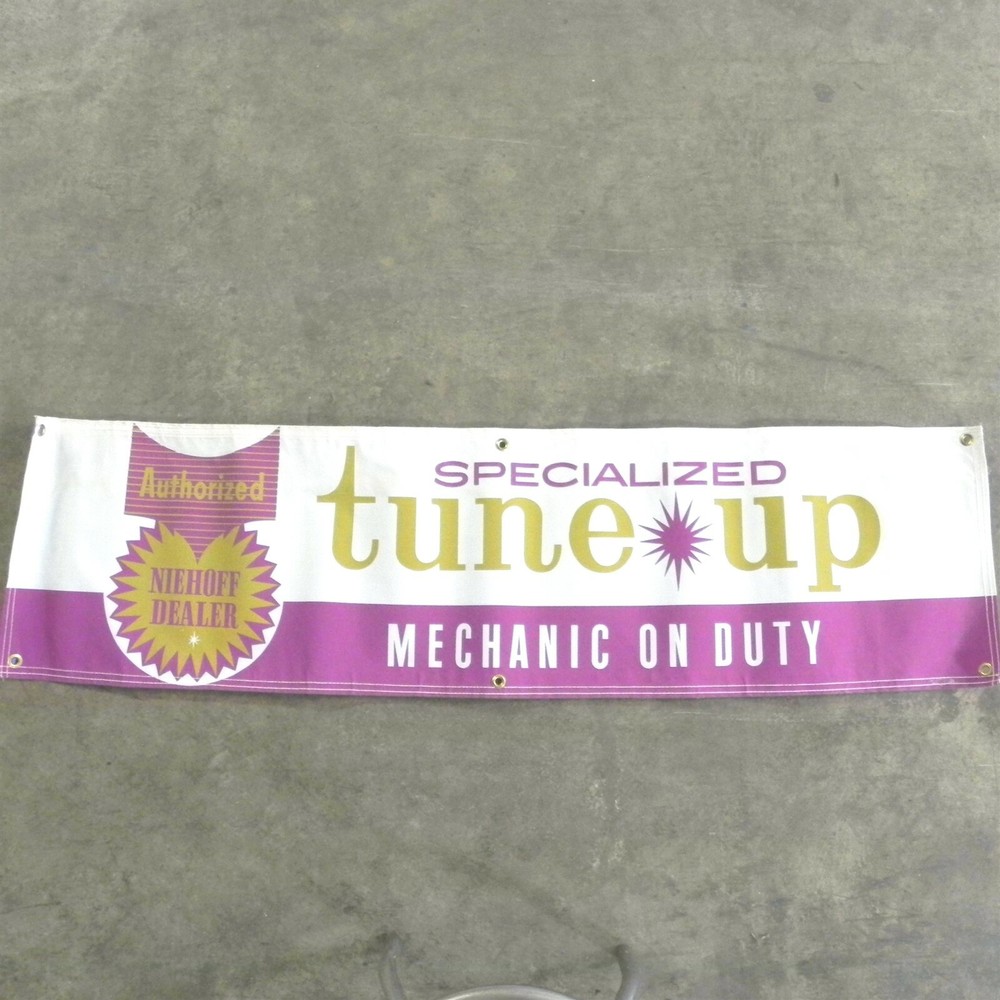 Authorized
NIEHOFF
DEALER
SPECIALIZED
tune up
MECHANIC ON DUTY